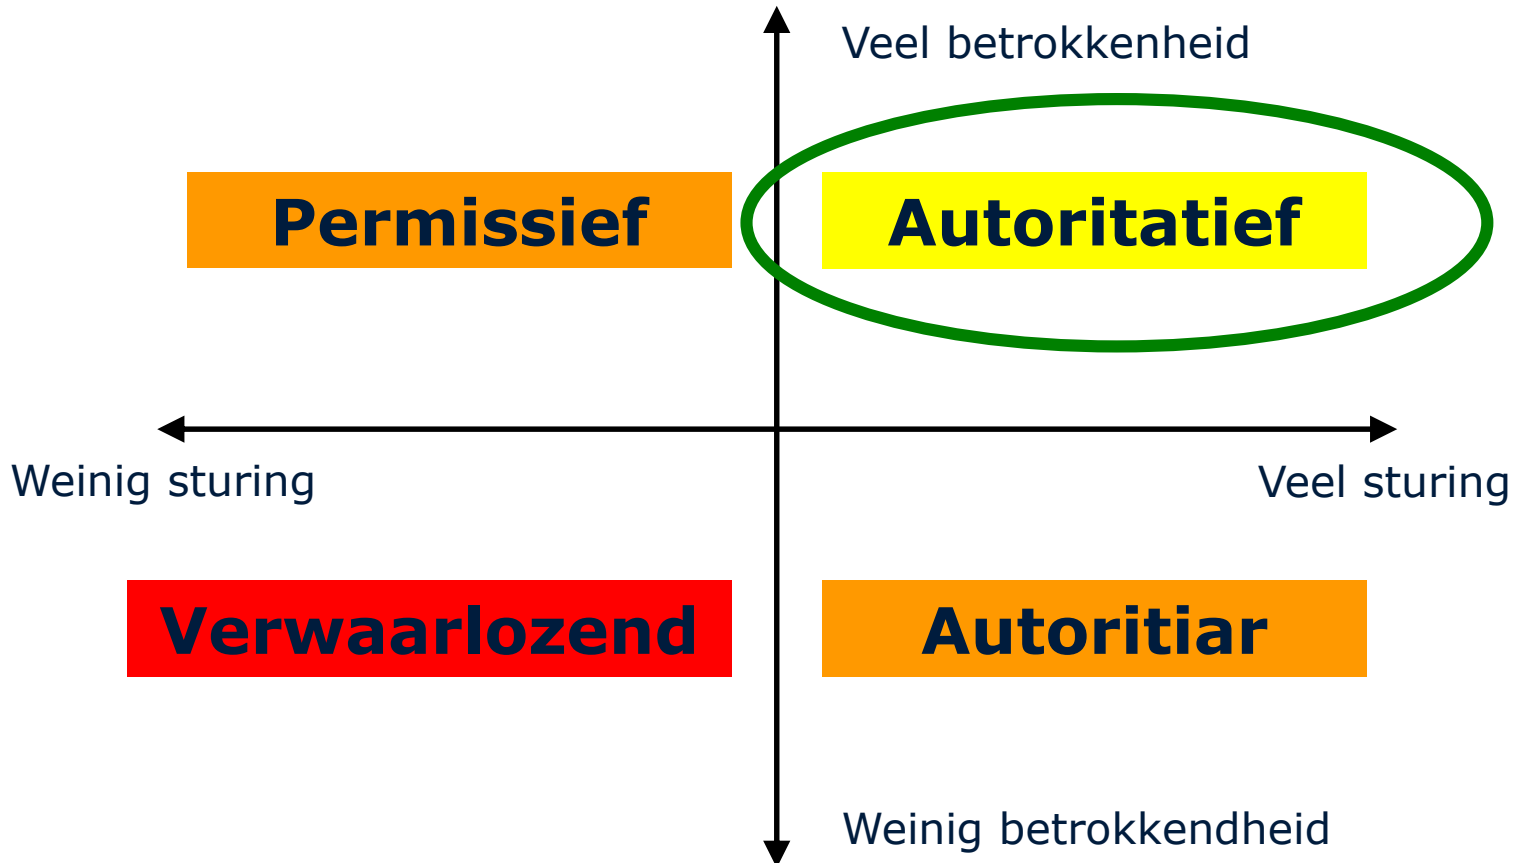 Veel betrokkenheid
Permissief
Autoritatief
Weinig sturing
Veel sturing
Verwaarlozend
Autoritiar
Weinig betrokkendheid